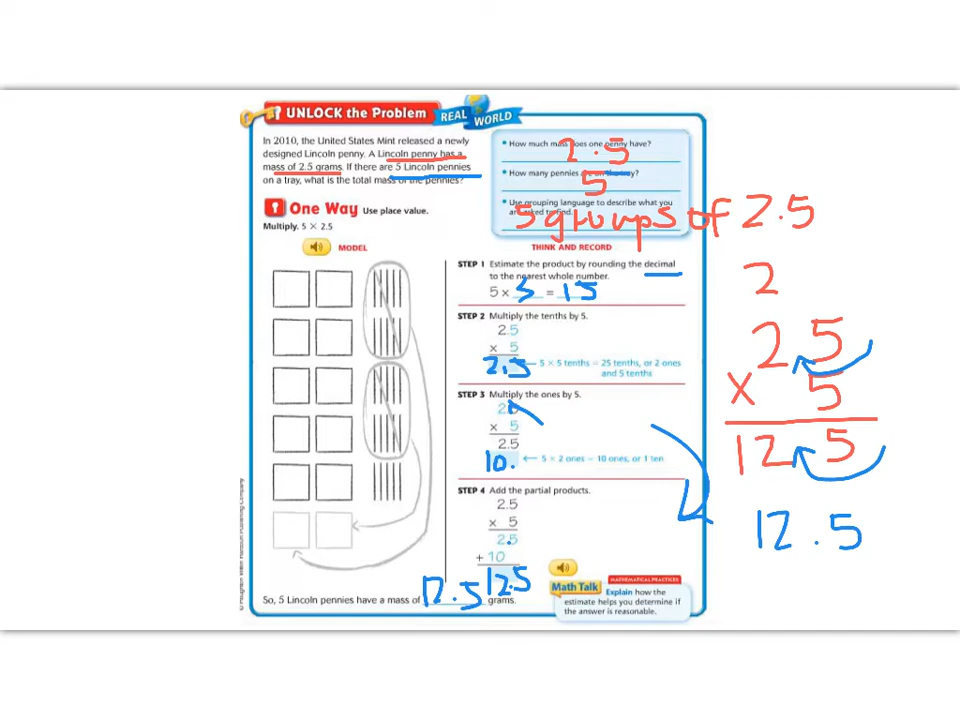 UNLOCK the Problem REAL WORLD
In 2010, the United States Mint released a newly
designed Lincoln penny. A Lincoln penny has a
mass of 2.5 grams. If there are 5 Lincoln pennies
on a tray, what is the total mass of the pennies?
• How much mass does one penny have?
2.5
• How many pennies are on the tray?
5
• Use grouping language to describe what you
are asked to find.
5 groups of 2.5
One Way Use place value.
Multiply. 5 × 2.5
MODEL
THINK AND RECORD
STEP 1 Estimate the product by rounding the decimal
to the nearest whole number.
5 × 3 = 15
STEP 2 Multiply the tenths by 5.
2.5
× 5
2.5 ← 5 × 5 tenths = 25 tenths, or 2 ones
and 5 tenths
STEP 3 Multiply the ones by 5.
2.5
× 5
2.5
10. ← 5 × 2 ones = 10 ones, or 1 ten
STEP 4 Add the partial products.
2.5
× 5
2.5
+ 10
12.5
So, 5 Lincoln pennies have a mass of 12.5 grams.
Math Talk
MATHEMATICAL PRACTICES
Explain how the
estimate helps you determine if
the answer is reasonable.
© Houghton Mifflin Harcourt Publishing Company
2
2 5
× 5
12 5
12.5